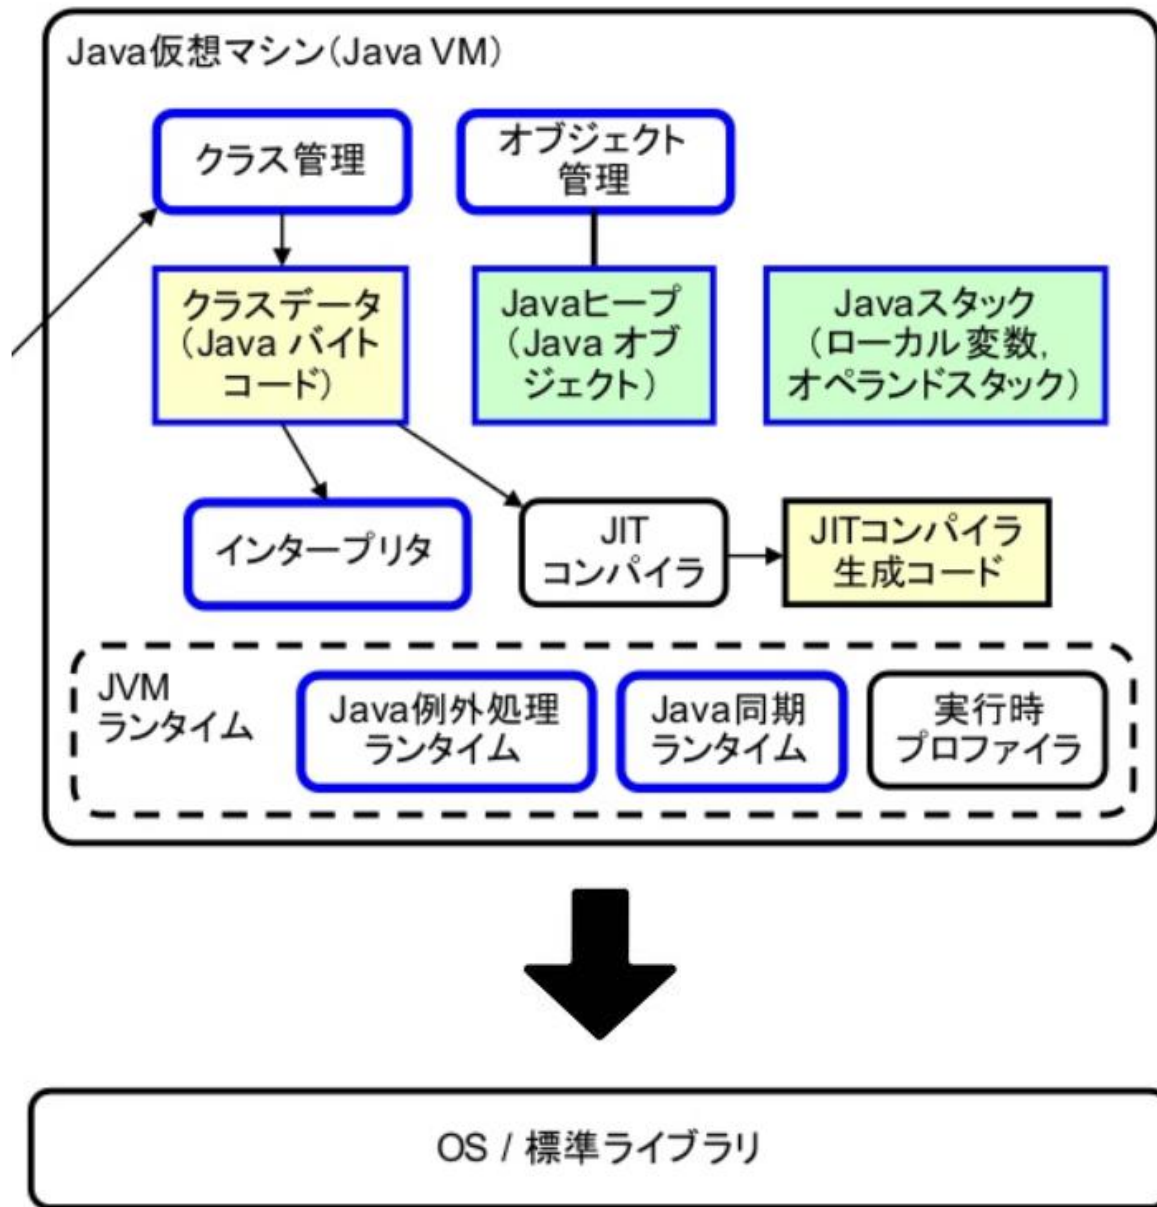 Java仮想マシン(Java VM)
クラス管理
オブジェクト
管理
クラスデータ
(Java バイト
コード)
Javaヒープ
(Java オブ
ジェクト)
Javaスタック
(ローカル変数,
オペランドスタック)
インタープリタ
JIT
コンパイラ
JITコンパイラ
生成コード
JVM
ランタイム
Java例外処理
ランタイム
Java同期
ランタイム
実行時
プロファイラ
OS / 標準ライブラリ